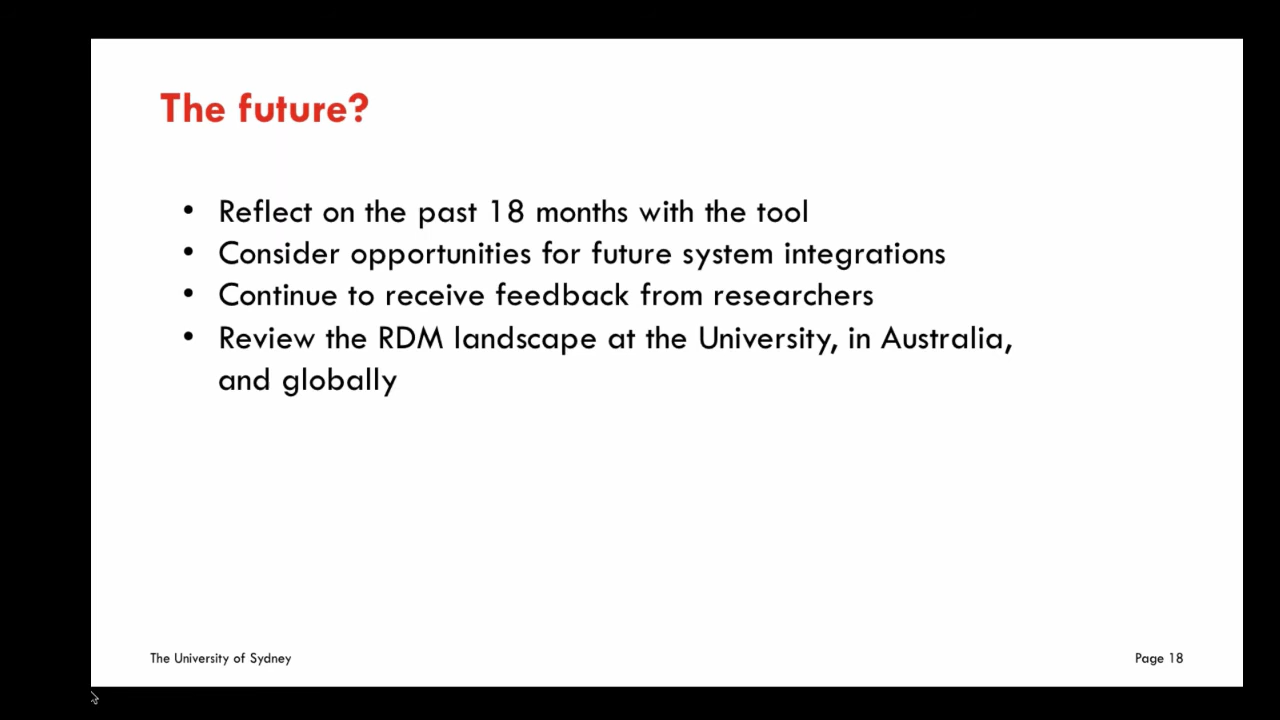 The future?
• Reflect on the past 18 months with the tool
• Consider opportunities for future system integrations
• Continue to receive feedback from researchers
• Review the RDM landscape at the University, in Australia,
and globally
The University of Sydney
Page 18